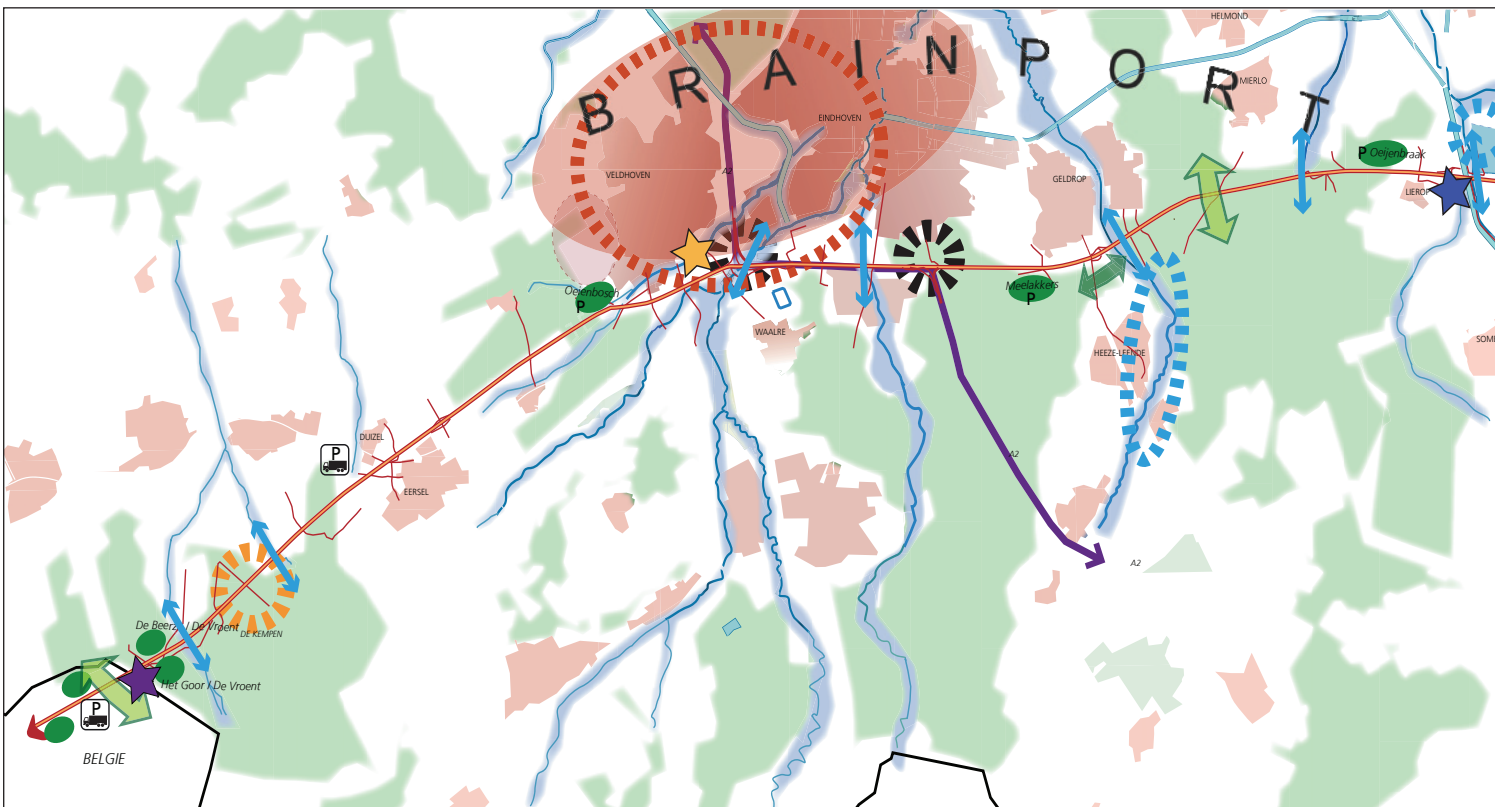 HELMOND
BRAINPORT
MIERLO
EINDHOVEN
P Oeijenbraak
VELDHOVEN
A2
GELDROP
LIEROP
Oeijenbosch
P
Meelakkers
P
WAALRE
HEEZE-LEENDE
SOME
DUIZEL
P
EERSEL
A2
A2
De Beerze / De Vroent
DE KEMPEN
Het Goor / De Vroent
P
BELGIE